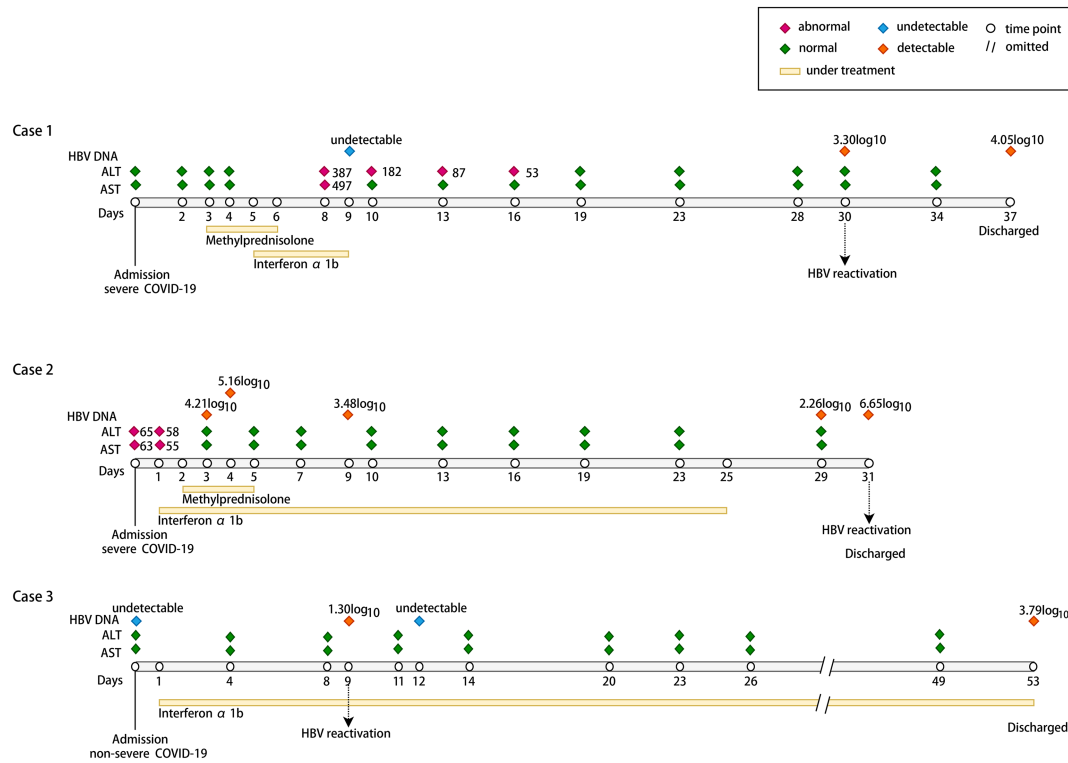 abnormal undetectable time point
normal detectable // omitted
under treatment
Case 1
undetectable 3.30log10 4.05log10
HBV DNA
ALT 387 182 87 53
AST 497
Days 2 3 4 5 6 8 9 10 13 16 19 23 28 30 34 37
Discharged
Methylprednisolone
Interferon α 1b
Admission
severe COVID-19
HBV reactivation
Case 2
5.16log10
4.21log10 3.48log10 2.26log10 6.65log10
HBV DNA
ALT 65 58
AST 63 55
Days 1 2 3 4 5 7 9 10 13 16 19 23 25 29 31
Methylprednisolone
Interferon α 1b
Admission
severe COVID-19
HBV reactivation
Discharged
Case 3
undetectable 1.30log10 undetectable 3.79log10
HBV DNA
ALT
AST
Days 1 4 8 9 11 12 14 20 23 26 49 53
Interferon α 1b
Discharged
HBV reactivation
Admission
non-severe COVID-19